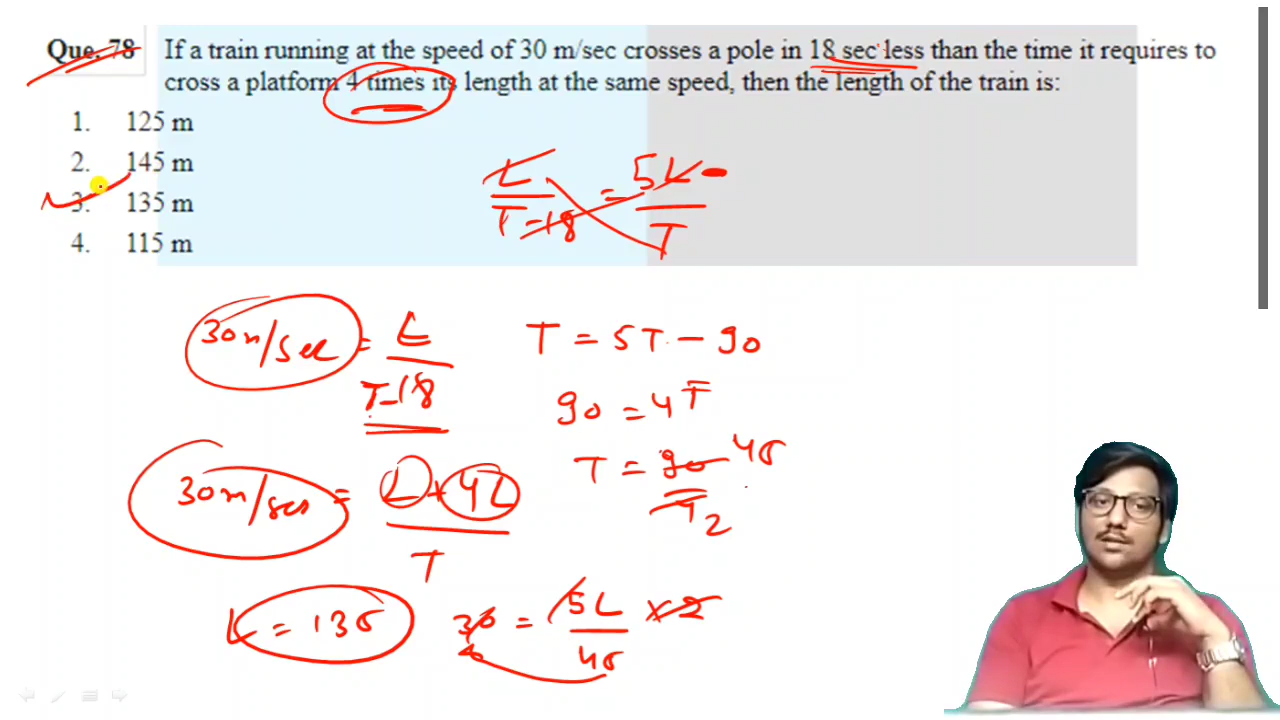 Que. 78 If a train running at the speed of 30 m/sec crosses a pole in 18 sec less than the time it requires to
cross a platform 4 times its length at the same speed, then the length of the train is:
1. 125 m
2. 145 m
3. 135 m
4. 115 m
L/T-18 = 5L/T
30m/sec = L/T-18
T = 5T - 90
90 = 4T
T = 90/4 45/2
30m/sec = L+4L/T
L = 135
30 = 5L/45 × 2